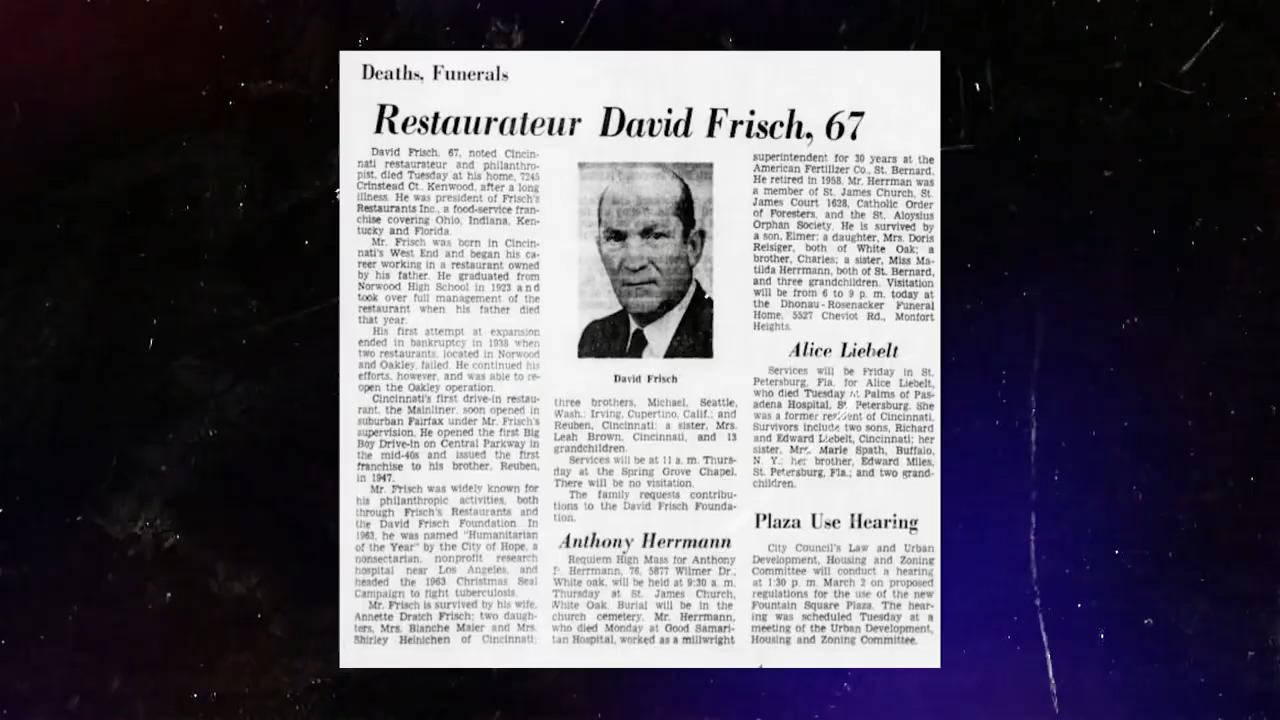 Deaths, Funerals
Restaurateur David Frisch, 67
David Frisch, 67, noted Cincin-
nati restaurateur and philanthro-
pist, died Tuesday at his home, 7245
Crinstead Ct., Kenwood, after a long
illness. He was president of Frisch's
Restaurants Inc., a food-service fran-
chise covering Ohio, Indiana, Ken-
tucky and Florida.
Mr. Frisch was born in Cincin-
nati's West End and began his ca-
reer working in a restaurant owned
by his father. He graduated from
Norwood High School in 1923 and
took over full management of the
restaurant when his father died
that year.
His first attempt at expansion
ended in bankruptcy in 1938 when
two restaurants, located in Norwood
and Oakley, failed. He continued his
efforts, however, and was able to re-
open the Oakley operation.
Cincinnati's first drive-in restau-
rant, the Mainliner, soon opened in
suburban Fairfax under Mr. Frisch's
supervision. He opened the first Big
Boy Drive-In on Central Parkway in
the mid-40s and issued the first
franchise to his brother, Reuben,
in 1947.
Mr. Frisch was widely known for
his philanthropic activities, both
through Frisch's Restaurants and
the David Frisch Foundation. In
1963, he was named "Humanitarian
of the Year" by the City of Hope, a
nonsectarian, nonprofit research
hospital near Los Angeles, and
headed the 1963 Christmas Seal
Campaign to fight tuberculosis.
Mr. Frisch is survived by his wife,
Annette Dratch Frisch; two daugh-
ters, Mrs. Blanche Maier and Mrs.
Shirley Heinichen of Cincinnati;
David Frisch
three brothers, Michael, Seattle,
Wash.; Irving, Cupertino, Calif.; and
Reuben, Cincinnati; a sister, Mrs.
Leah Brown, Cincinnati, and 13
grandchildren.
Services will be at 11 a. m. Thurs-
day at the Spring Grove Chapel.
There will be no visitation.
The family requests contribu-
tions to the David Frisch Founda-
tion.
Anthony Herrmann
Requiem High Mass for Anthony
P. Herrmann, 76, 5877 Wilmer Dr.,
White oak, will be held at 9:30 a. m.
Thursday at St. James Church,
White Oak. Burial will be in the
church cemetery. Mr. Herrmann,
who died Monday at Good Samari-
tan Hospital, worked as a millwright
superintendent for 30 years at the
American Fertilizer Co., St. Bernard.
He retired in 1958. Mr. Herrman was
a member of St. James Church, St.
James Court 1628, Catholic Order
of Foresters, and the St. Aloysius
Orphan Society. He is survived by
a son, Elmer; a daughter, Mrs. Doris
Reisiger, both of White Oak; a
brother, Charles; a sister, Miss Ma-
tilda Herrmann, both of St. Bernard,
and three grandchildren. Visitation
will be from 6 to 9 p. m. today at
the Dhonau-Rosenacker Funeral
Home, 5527 Cheviot Rd., Monfort
Heights.
Alice Liebelt
Services will be Friday in St.
Petersburg, Fla. for Alice Liebelt,
who died Tuesday at Palms of Pas-
adena Hospital, St. Petersburg. She
was a former resident of Cincinnati.
Survivors include two sons, Richard
and Edward Liebelt, Cincinnati; her
sister, Mrs. Marie Spath, Buffalo,
N. Y.; her brother, Edward Miles,
St. Petersburg, Fla.; and two grand-
children.
Plaza Use Hearing
City Council's Law and Urban
Development, Housing and Zoning
Committee will conduct a hearing
at 1:30 p. m. March 2 on proposed
regulations for the use of the new
Fountain Square Plaza. The hear-
ing was scheduled Tuesday at a
meeting of the Urban Development,
Housing and Zoning Committee.